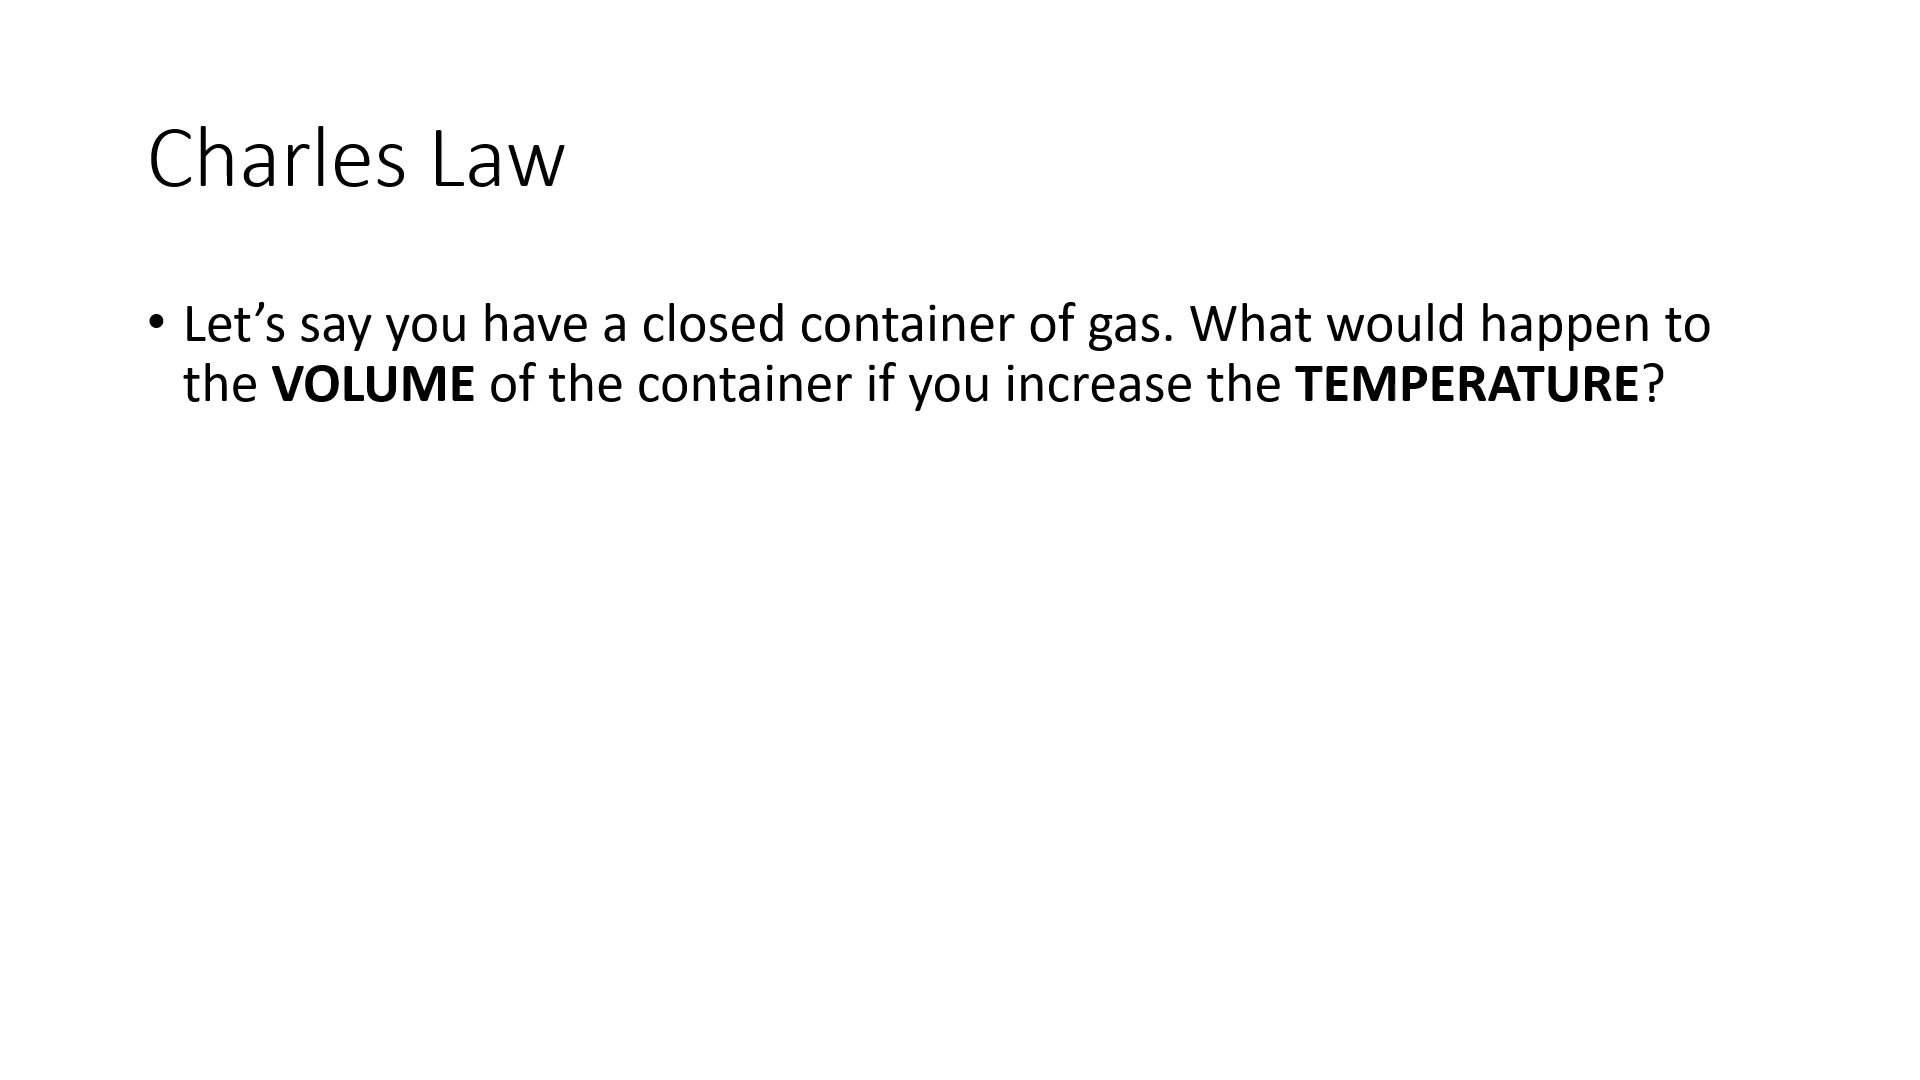 Charles Law
• Let’s say you have a closed container of gas. What would happen to
the VOLUME of the container if you increase the TEMPERATURE?